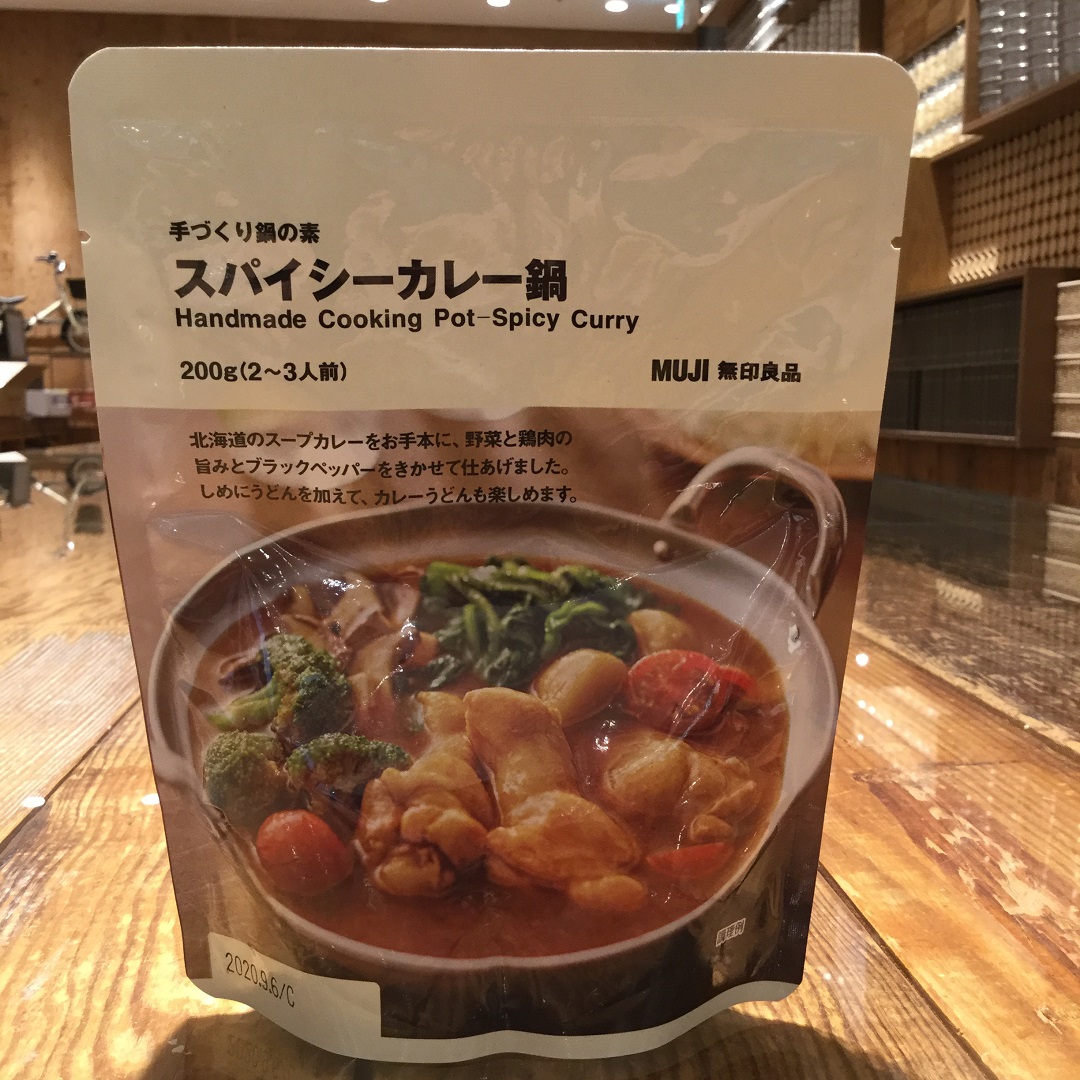 手づくり鍋の素
スパイシーカレー鍋
Handmade Cooking Pot-Spicy Curry
200g(2〜3人前)
MUJI 無印良品
北海道のスープカレーをお手本に、野菜と鶏肉の
旨みとブラックペッパーをきかせて仕あげました。
しめにうどんを加えて、カレーうどんも楽しめます。
調理例
2020.9.6/C